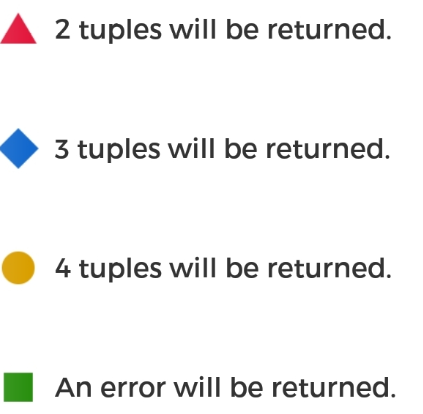 2 tuples will be returned.
3 tuples will be returned.
4 tuples will be returned.
An error will be returned.